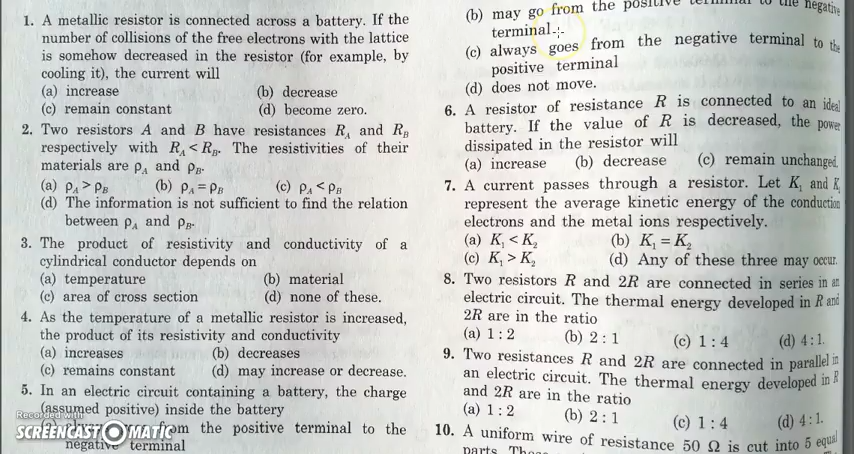 1. A metallic resistor is connected across a battery. If the
number of collisions of the free electrons with the lattice
is somehow decreased in the resistor (for example, by
cooling it), the current will
(a) increase (b) decrease
(c) remain constant (d) become zero.
2. Two resistors A and B have resistances R_A and R_B
respectively with R_A < R_B. The resistivities of their
materials are ρ_A and ρ_B.
(a) ρ_A > ρ_B (b) ρ_A = ρ_B (c) ρ_A < ρ_B
(d) The information is not sufficient to find the relation
between ρ_A and ρ_B.
3. The product of resistivity and conductivity of a
cylindrical conductor depends on
(a) temperature (b) material
(c) area of cross section (d) none of these.
4. As the temperature of a metallic resistor is increased,
the product of its resistivity and conductivity
(a) increases (b) decreases
(c) remains constant (d) may increase or decrease.
5. In an electric circuit containing a battery, the charge
(assumed positive) inside the battery
from the positive terminal to the
negative terminal
Recorded with
SCREENCAST-O-MATIC
(b) may go from the positive terminal to the negative
terminal
(c) always goes from the negative terminal to the
positive terminal
(d) does not move.
6. A resistor of resistance R is connected to an ideal
battery. If the value of R is decreased, the power
dissipated in the resistor will
(a) increase (b) decrease (c) remain unchanged.
7. A current passes through a resistor. Let K₁ and K
represent the average kinetic energy of the conduction
electrons and the metal ions respectively.
(a) K₁ < K₂ (b) K₁ = K₂
(c) K₁ > K₂ (d) Any of these three may occur.
8. Two resistors R and 2R are connected in series in an
electric circuit. The thermal energy developed in R and
2R are in the ratio
(a) 1 : 2 (b) 2 : 1 (c) 1 : 4 (d) 4 : 1.
9. Two resistances R and 2R are connected in parallel in
an electric circuit. The thermal energy developed in R
and 2R are in the ratio
(a) 1 : 2 (b) 2 : 1 (c) 1 : 4 (d) 4 : 1.
10. A uniform wire of resistance 50 Ω is cut into 5 equal
parts.